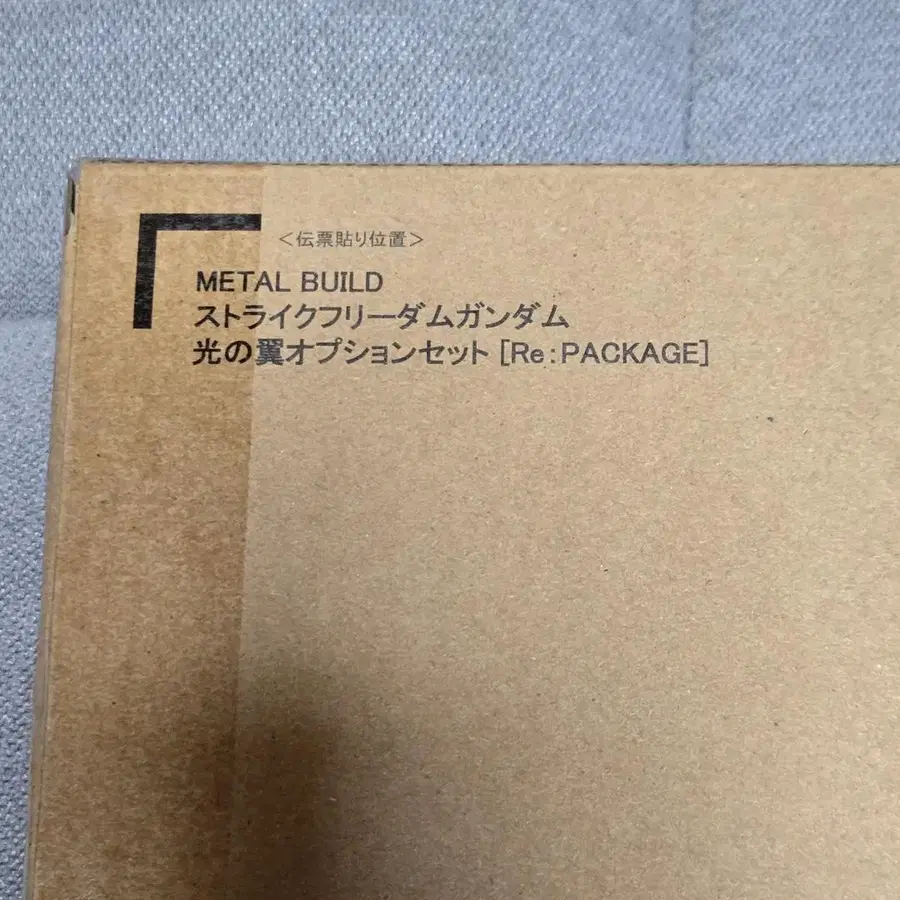 ＜伝票貼り位置＞
METAL BUILD
ストライクフリーダムガンダム
光の翼オプションセット [Re:PACKAGE]